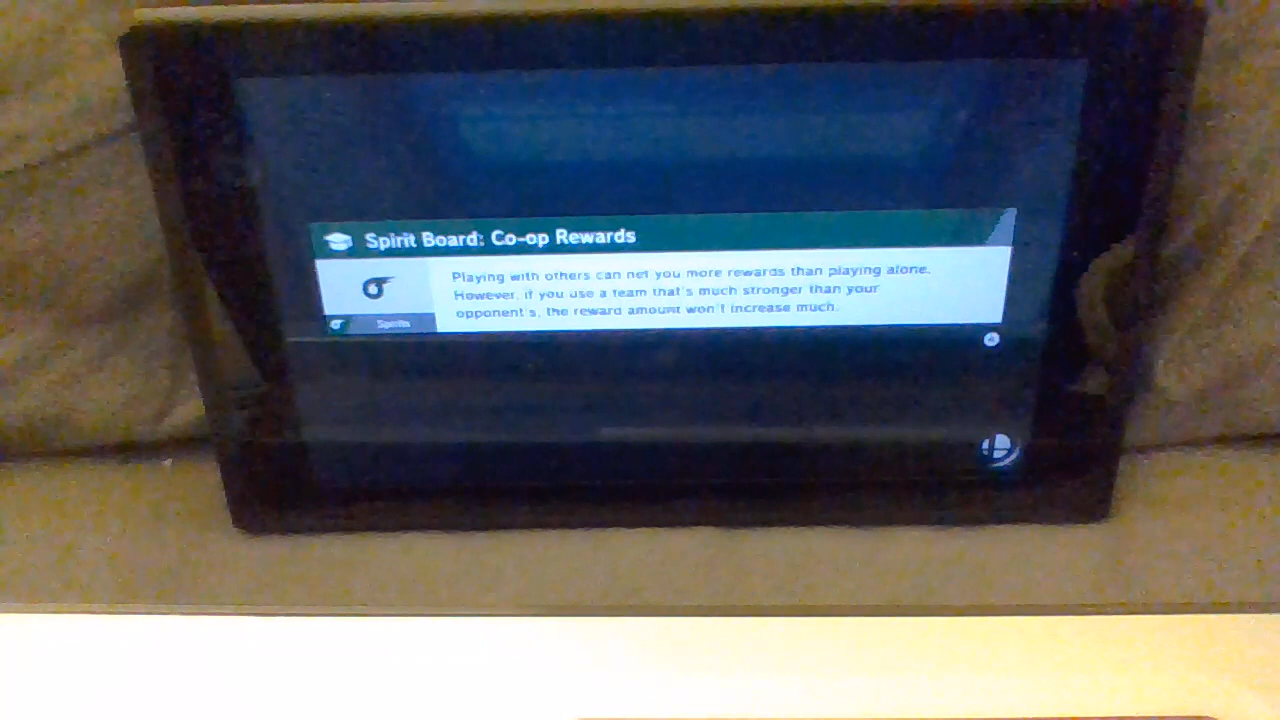 Spirit Board: Co-op Rewards
Playing with others can net you more rewards than playing alone.
However, if you use a team that's much stronger than your
opponent's, the reward amount won't increase much.
Spirits